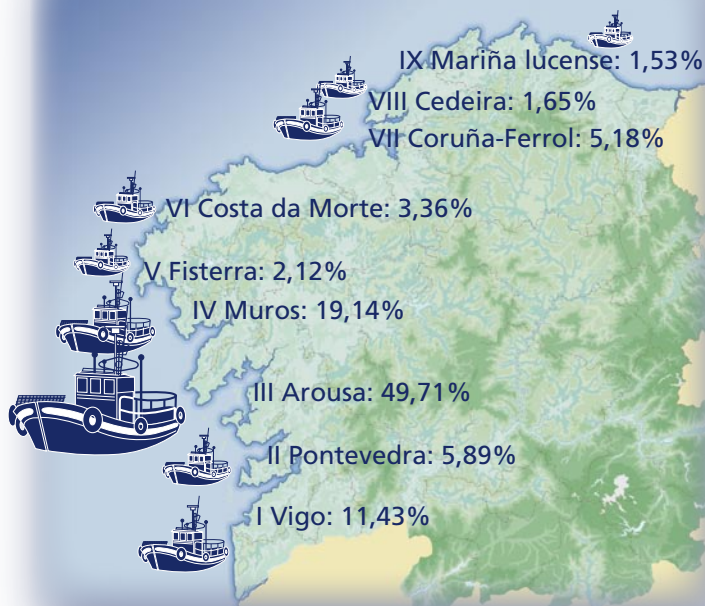 IX Mariña lucense: 1,53%
VIII Cedeira: 1,65%
VII Coruña-Ferrol: 5,18%
VI Costa da Morte: 3,36%
V Fisterra: 2,12%
IV Muros: 19,14%
III Arousa: 49,71%
II Pontevedra: 5,89%
I Vigo: 11,43%